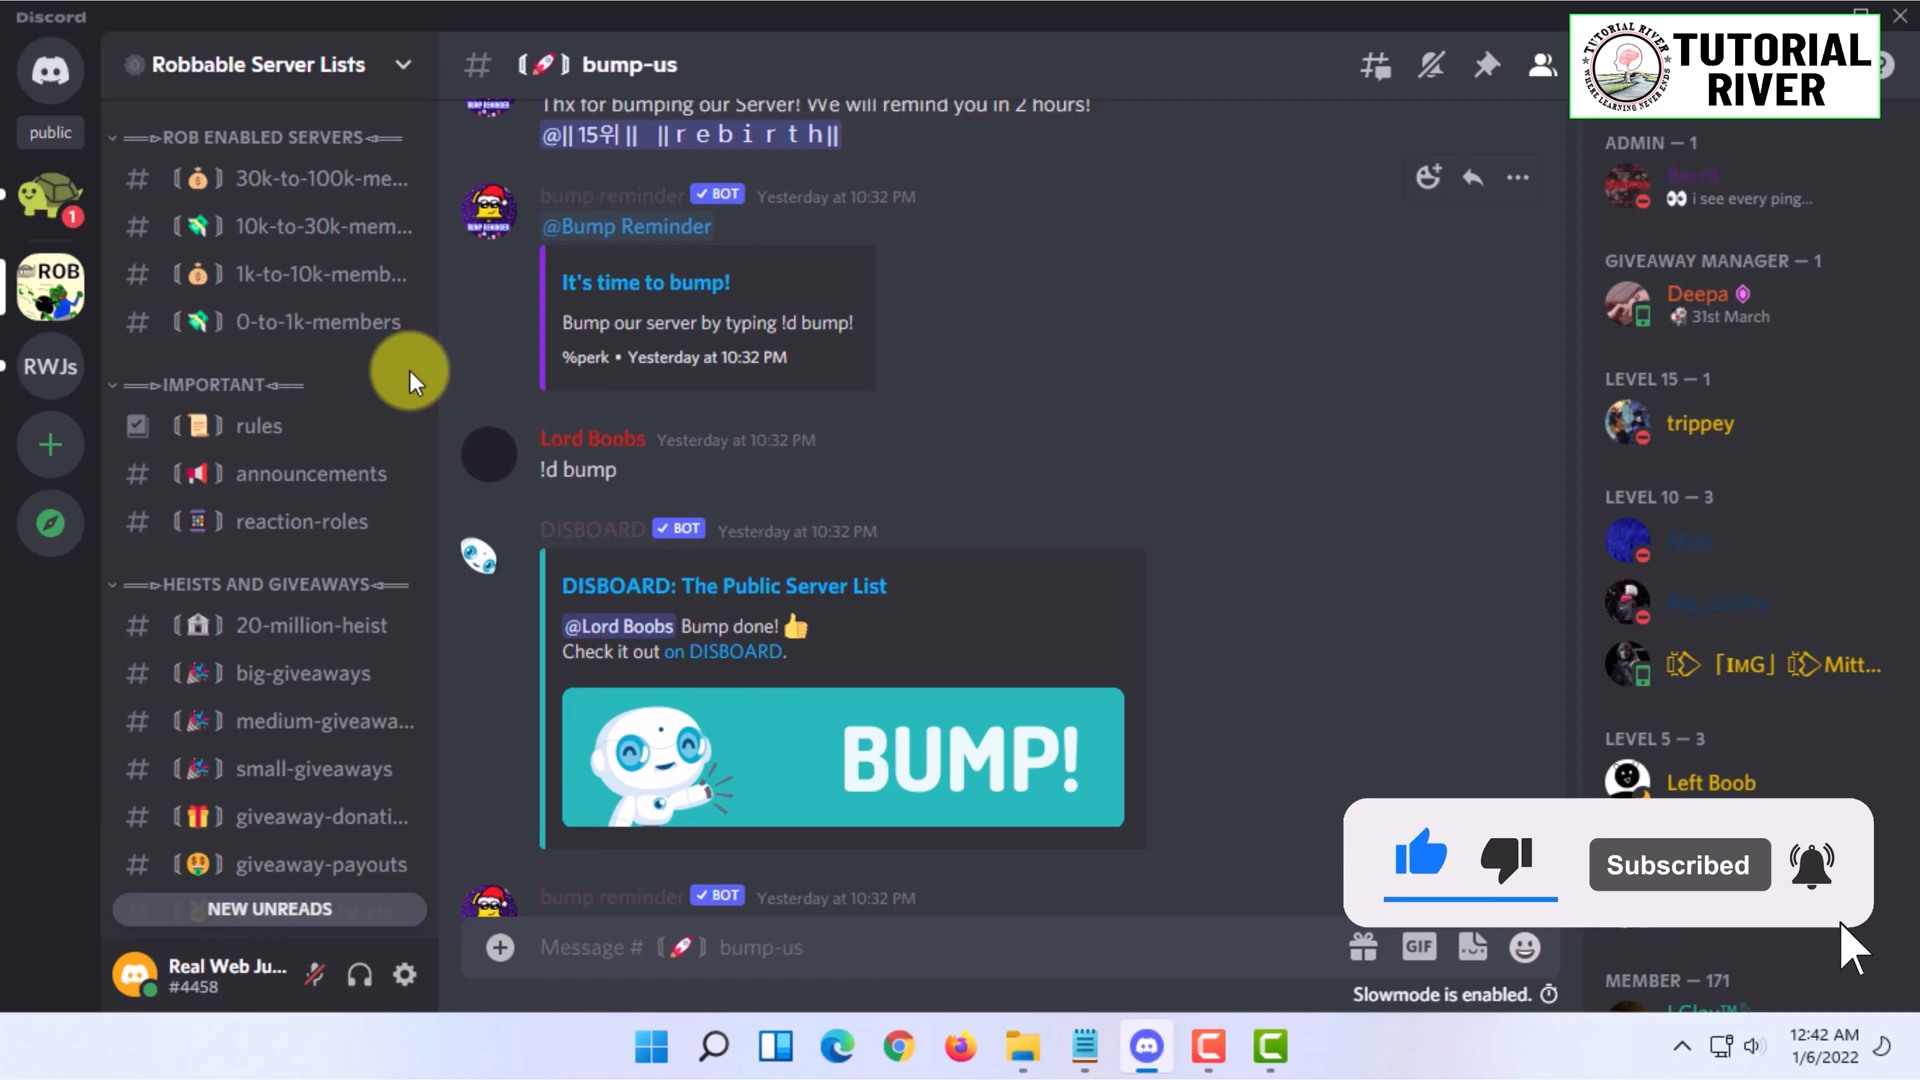 Discord
TUTORIAL
RIVER
Robbable Server Lists
bump-us
public
ROB ENABLED SERVERS
30k-to-100k-me...
10k-to-30k-mem...
1k-to-10k-memb...
0-to-1k-members
1
ROB
RWJs
IMPORTANT
rules
announcements
reaction-roles
HEISTS AND GIVEAWAYS
20-million-heist
big-giveaways
medium-giveawa...
small-giveaways
giveaway-donati...
giveaway-payouts
NEW UNREADS
Real Web Ju...
#4458
Thx for bumping our Server! We will remind you in 2 hours!
@|| 15위 || || r e b i r t h ||
bump reminder ✓ BOT Yesterday at 10:32 PM
@Bump Reminder
It's time to bump!
Bump our server by typing !d bump!
%perk • Yesterday at 10:32 PM
Lord Boobs Yesterday at 10:32 PM
!d bump
DISBOARD ✓ BOT Yesterday at 10:32 PM
DISBOARD: The Public Server List
@Lord Boobs Bump done!
Check it out on DISBOARD.
BUMP!
bump reminder ✓ BOT Yesterday at 10:32 PM
Message # bump-us
GIF
Slowmode is enabled.
ADMIN — 1
Berrit
i see every ping...
GIVEAWAY MANAGER — 1
Deepa
31st March
LEVEL 15 — 1
trippey
LEVEL 10 — 3
「IMG」 Mitt...
LEVEL 5 — 3
Left Boob
Subscribed
MEMBER — 171
12:42 AM
1/6/2022